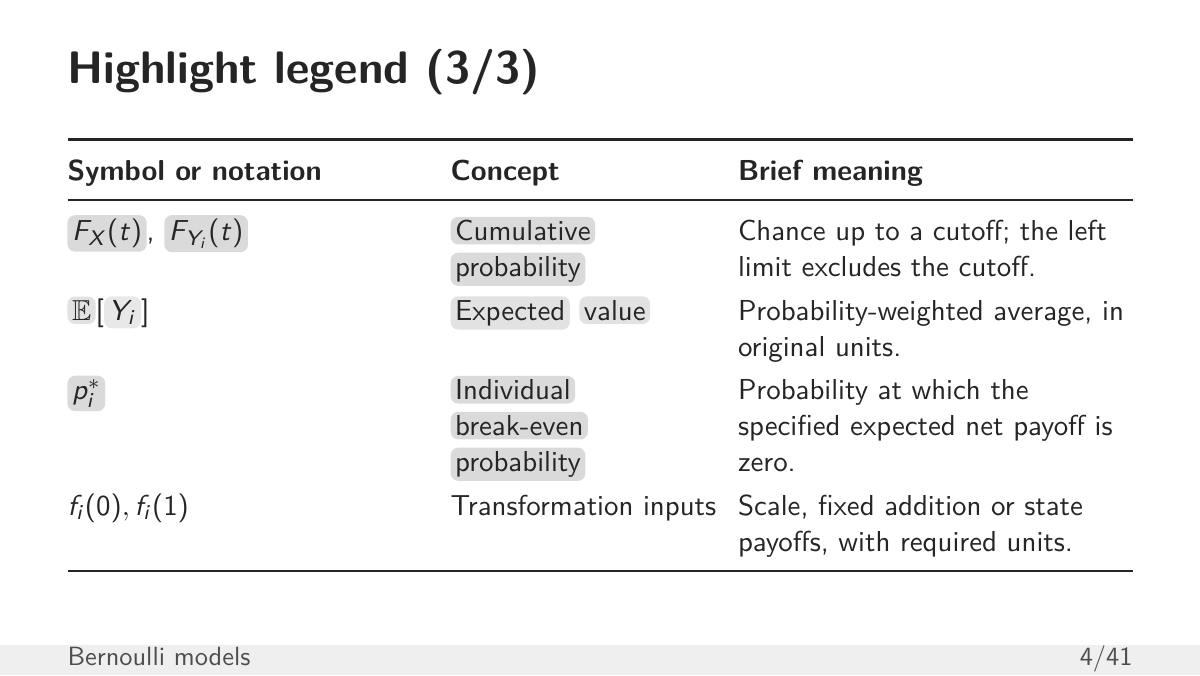 Highlight legend (3/3)
Symbol or notation Concept Brief meaning
F_X(t), F_{Y_i}(t) Cumulative probability Chance up to a cutoff; the left limit excludes the cutoff.
𝔼[Y_i] Expected value Probability-weighted average, in original units.
p_i^* Individual break-even probability Probability at which the specified expected net payoff is zero.
f_i(0), f_i(1) Transformation inputs Scale, fixed addition or state payoffs, with required units.
Bernoulli models 4/41